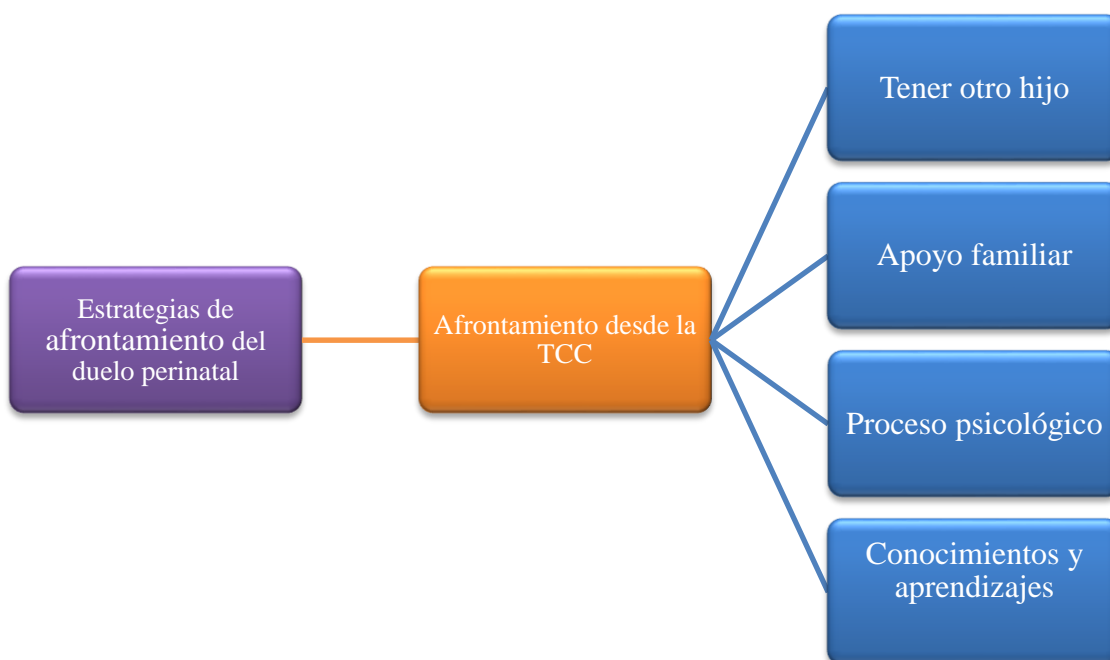 Estrategias de
afrontamiento del
duelo perinatal
Afrontamiento desde la
TCC
Tener otro hijo
Apoyo familiar
Proceso psicológico
Conocimientos y
aprendizajes